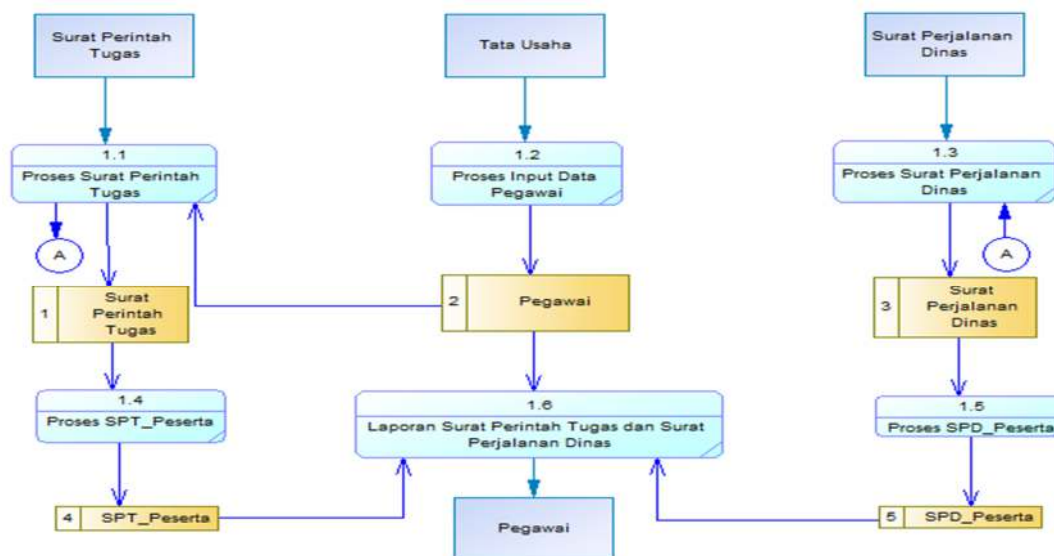 Surat Perintah
Tugas
Tata Usaha
Surat Perjalanan
Dinas
1.1
Proses Surat Perintah
Tugas
1.2
Proses Input Data
Pegawai
1.3
Proses Surat Perjalanan
Dinas
A
A
1
Surat
Perintah
Tugas
2
Pegawai
3
Surat
Perjalanan
Dinas
1.4
Proses SPT_Peserta
1.6
Laporan Surat Perintah Tugas dan Surat
Perjalanan Dinas
1.5
Proses SPD_Peserta
4
SPT_Peserta
Pegawai
5
SPD_Peserta